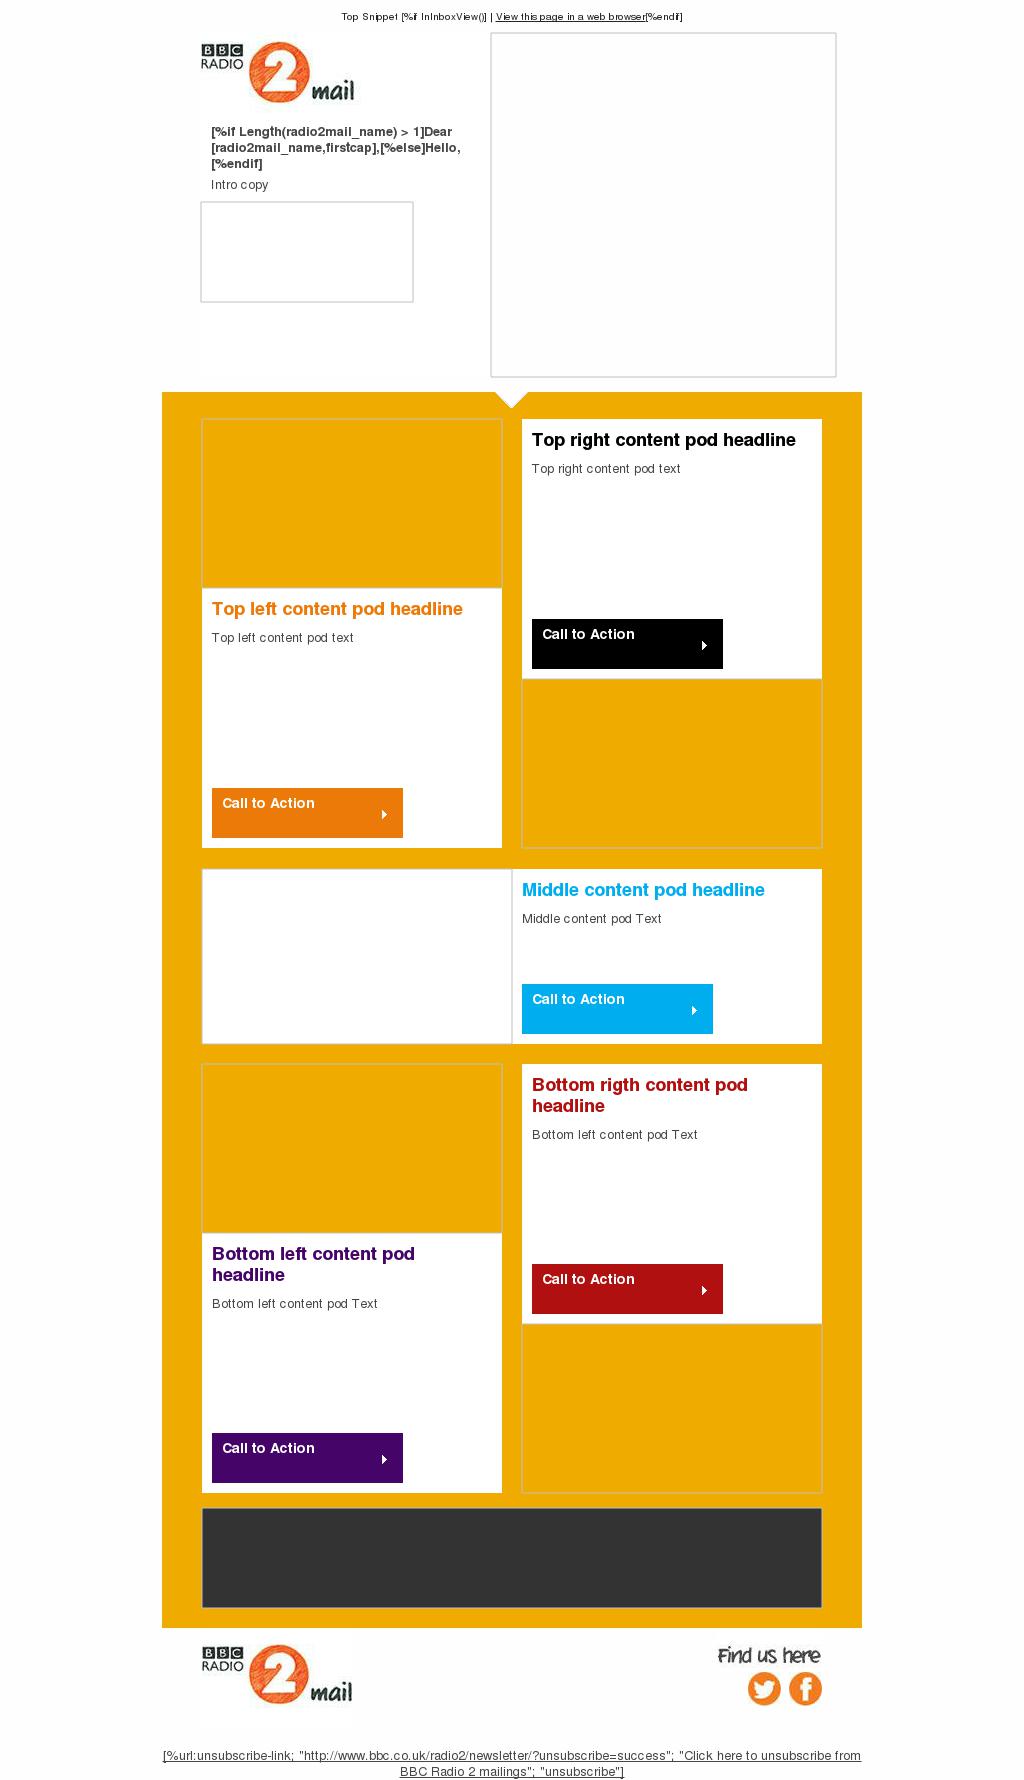 Top Snippet [%if InInboxView()] | View this page in a web browser[%endif]
BBC
RADIO
2
mail
[%if Length(radio2mail_name) > 1]Dear
[radio2mail_name,firstcap],[%else]Hello,
[%endif]
Intro copy
Top right content pod headline
Top right content pod text
Call to Action
Top left content pod headline
Top left content pod text
Call to Action
Middle content pod headline
Middle content pod Text
Call to Action
Bottom rigth content pod
headline
Bottom left content pod Text
Call to Action
Bottom left content pod
headline
Bottom left content pod Text
Call to Action
BBC
RADIO
2
mail
Find us here
[%url:unsubscribe-link; "http://www.bbc.co.uk/radio2/newsletter/?unsubscribe=success"; "Click here to unsubscribe from
BBC Radio 2 mailings"; "unsubscribe"]